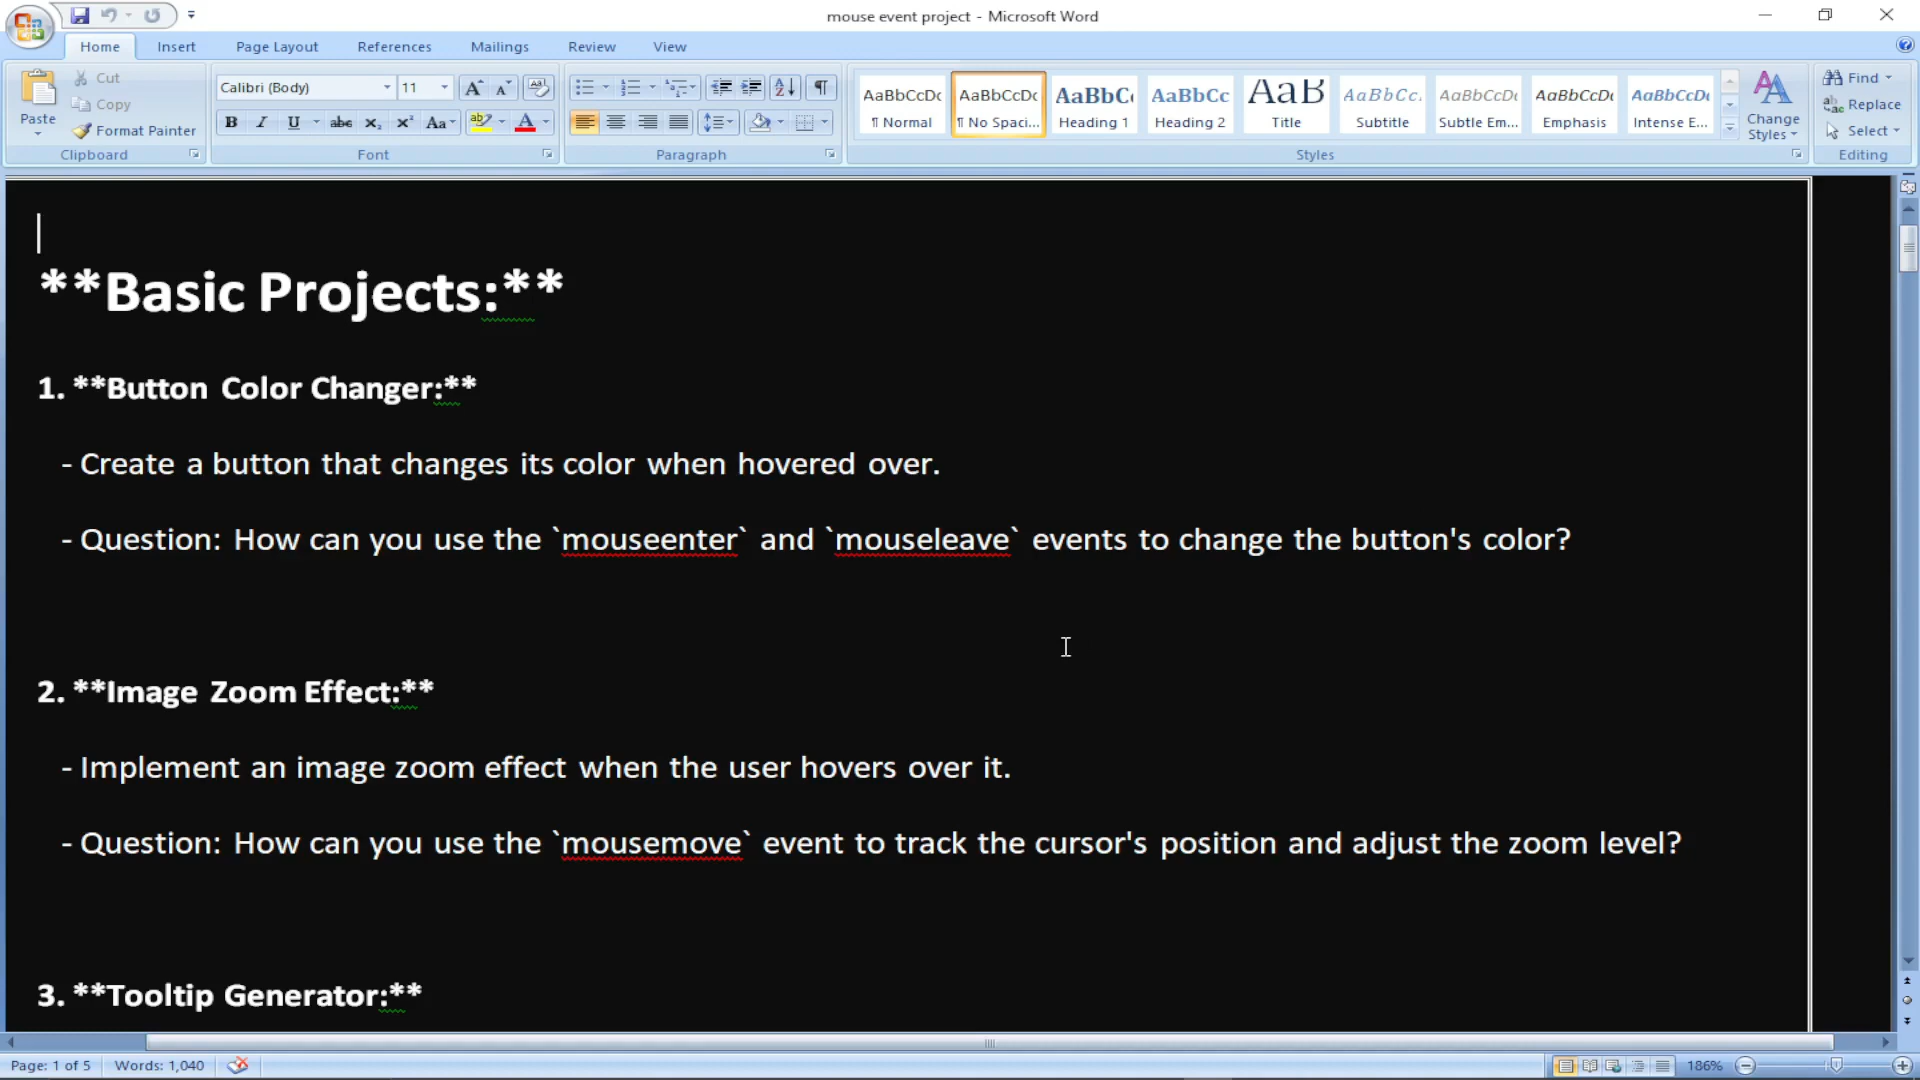 mouse event project - Microsoft Word
Home Insert Page Layout References Mailings Review View
Paste
Cut
Copy
Format Painter
Clipboard
Calibri (Body) 11
Font
Paragraph
AaBbCcDc AaBbCcDc AaBbC AaBbCc AaB AaBbCc. AaBbCcDc AaBbCcDc AaBbCcDc
¶ Normal ¶ No Spaci... Heading 1 Heading 2 Title Subtitle Subtle Em... Emphasis Intense E...
Styles
Change Styles
Find
Replace
Select
Editing
**Basic Projects:**
1. **Button Color Changer:**
- Create a button that changes its color when hovered over.
- Question: How can you use the `mouseenter` and `mouseleave` events to change the button's color?
2. **Image Zoom Effect:**
- Implement an image zoom effect when the user hovers over it.
- Question: How can you use the `mousemove` event to track the cursor's position and adjust the zoom level?
3. **Tooltip Generator:**
Page: 1 of 5 Words: 1,040 186%